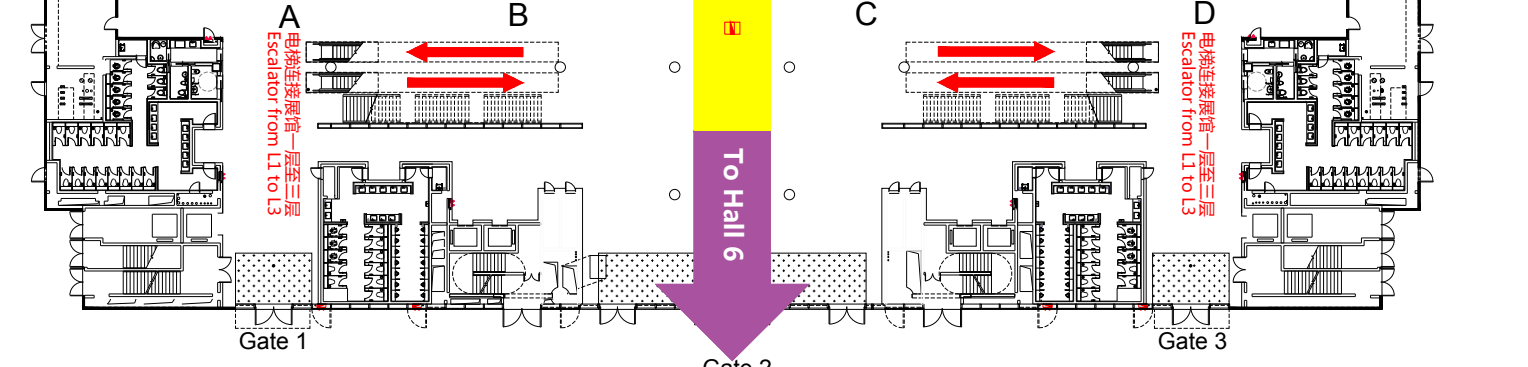 A
B
C
D
电梯连接展馆一层至三层
Escalator from L1 to L3
电梯连接展馆一层至三层
Escalator from L1 to L3
To Hall 6
Gate 1
Gate 2
Gate 3